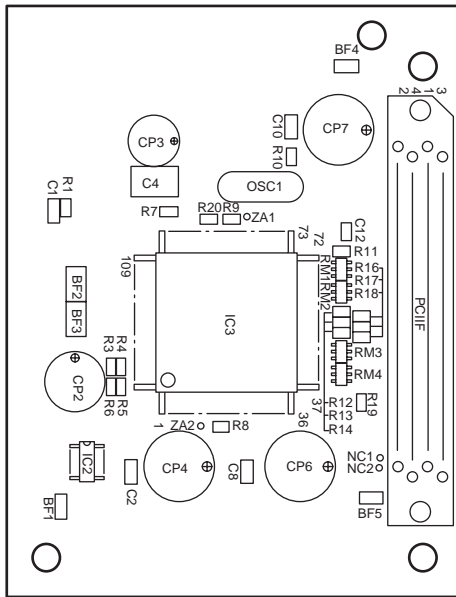 BF4
3
1
4
2
C10
CP7
CP3
R10
C4
OSC1
R1
C1
R7
R20
R9
ZA1
73
72
C12
R11
109
RM1
RM2
R16
R17
R18
BF2
BF3
IC3
PCIIF
R3
R4
RM3
RM4
CP2
R6
R5
R19
37
R12
R13
R14
1
ZA2
R8
36
IC2
CP4
CP6
C2
C8
NC1
NC2
BF1
BF5